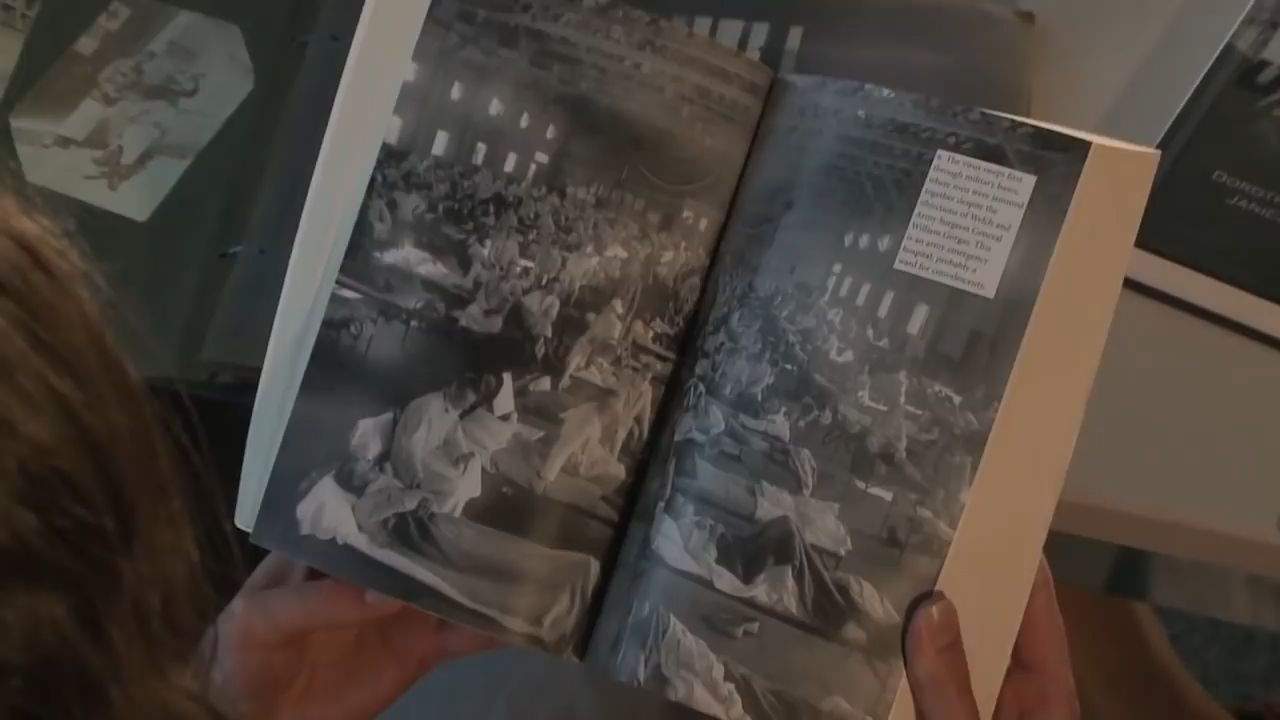 2. The virus swept first
through military bases,
where men were jammed
together despite the
objections of Welch and
Army Surgeon General
William Gorgas. This
is an army emergency
hospital, probably a
ward for convalescents.